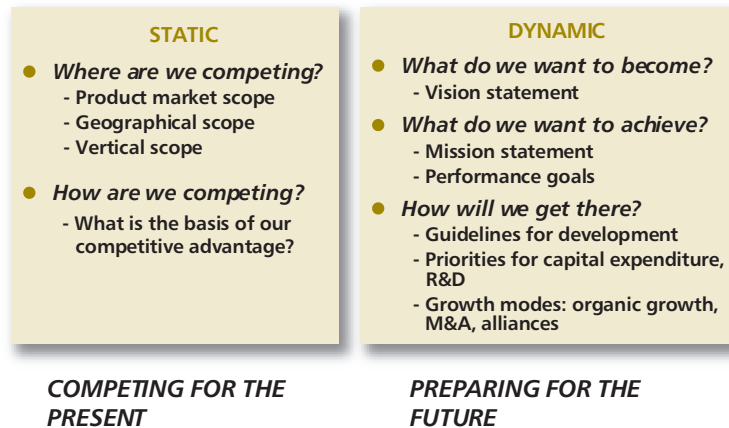 STATIC
● Where are we competing?
- Product market scope
- Geographical scope
- Vertical scope
● How are we competing?
- What is the basis of our
competitive advantage?
COMPETING FOR THE
PRESENT
DYNAMIC
● What do we want to become?
- Vision statement
● What do we want to achieve?
- Mission statement
- Performance goals
● How will we get there?
- Guidelines for development
- Priorities for capital expenditure,
R&D
- Growth modes: organic growth,
M&A, alliances
PREPARING FOR THE
FUTURE